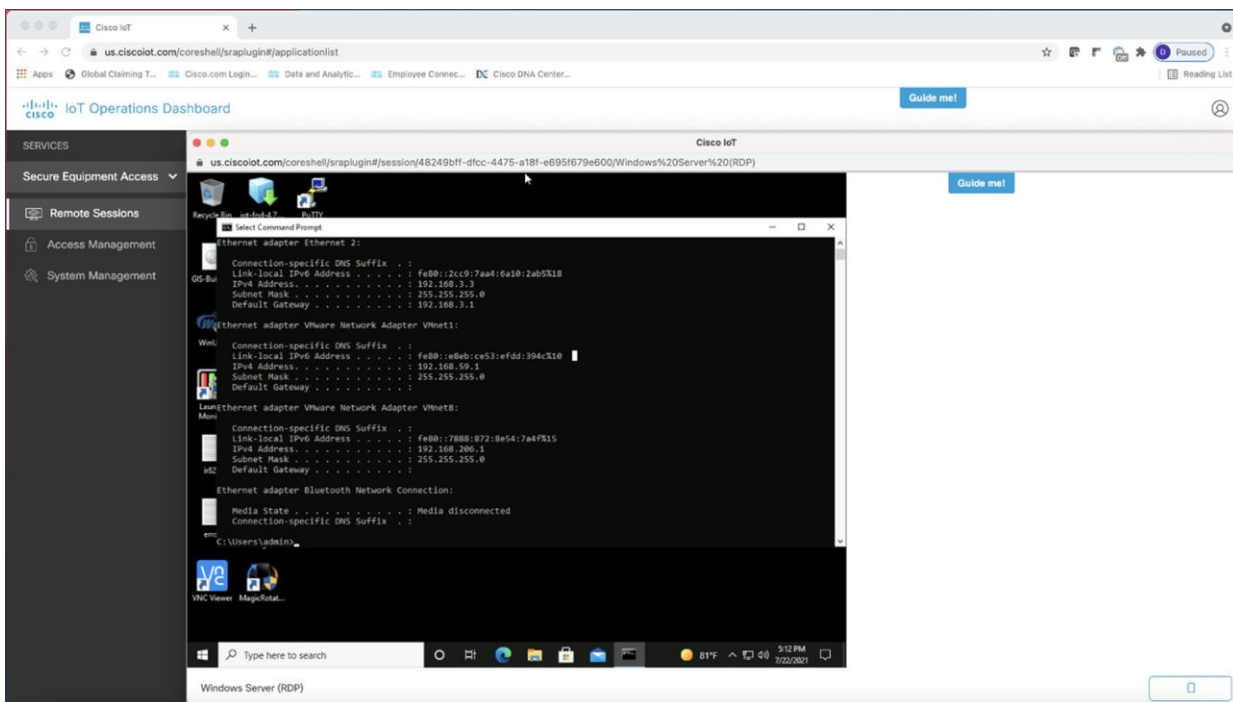 Cisco IoT
us.ciscoiot.com/coreshell/sraplugin#/applicationlist
Paused
Apps
Global Claiming T...
Cisco.com Login...
Data and Analytic...
Employee Connec...
Cisco DNA Center...
Reading List
CISCO IoT Operations Dashboard
Guide me!
SERVICES
Secure Equipment Access
Remote Sessions
Access Management
System Management
Cisco IoT
us.ciscoiot.com/coreshell/sraplugin#/session/48249bff-dfcc-4475-a18f-e695f679e600/Windows%20Server%20(RDP)
Guide me!
Recycle Bin
iot-fnd-4.7...
PuTTY
Select Command Prompt
Ethernet adapter Ethernet 2:
Connection-specific DNS Suffix . :
Link-local IPv6 Address . . . . . : fe80::2cc9:7aa4:6a10:2ab5%18
IPv4 Address. . . . . . . . . . . : 192.168.3.3
Subnet Mask . . . . . . . . . . . : 255.255.255.0
Default Gateway . . . . . . . . . : 192.168.3.1
Ethernet adapter VMware Network Adapter VMnet1:
Connection-specific DNS Suffix . :
Link-local IPv6 Address . . . . . : fe80::e8eb:ce53:efdd:394c%10
IPv4 Address. . . . . . . . . . . : 192.168.59.1
Subnet Mask . . . . . . . . . . . : 255.255.255.0
Default Gateway . . . . . . . . . :
Ethernet adapter VMware Network Adapter VMnet8:
Connection-specific DNS Suffix . :
Link-local IPv6 Address . . . . . : fe80::7888:872:8e54:7a4f%15
IPv4 Address. . . . . . . . . . . : 192.168.206.1
Subnet Mask . . . . . . . . . . . : 255.255.255.0
Default Gateway . . . . . . . . . :
Ethernet adapter Bluetooth Network Connection:
Media State . . . . . . . . . . . : Media disconnected
Connection-specific DNS Suffix . :
C:\Users\admin>
VNC Viewer
MagicRotat...
Type here to search
81°F
5:12 PM
7/22/2021
Windows Server (RDP)